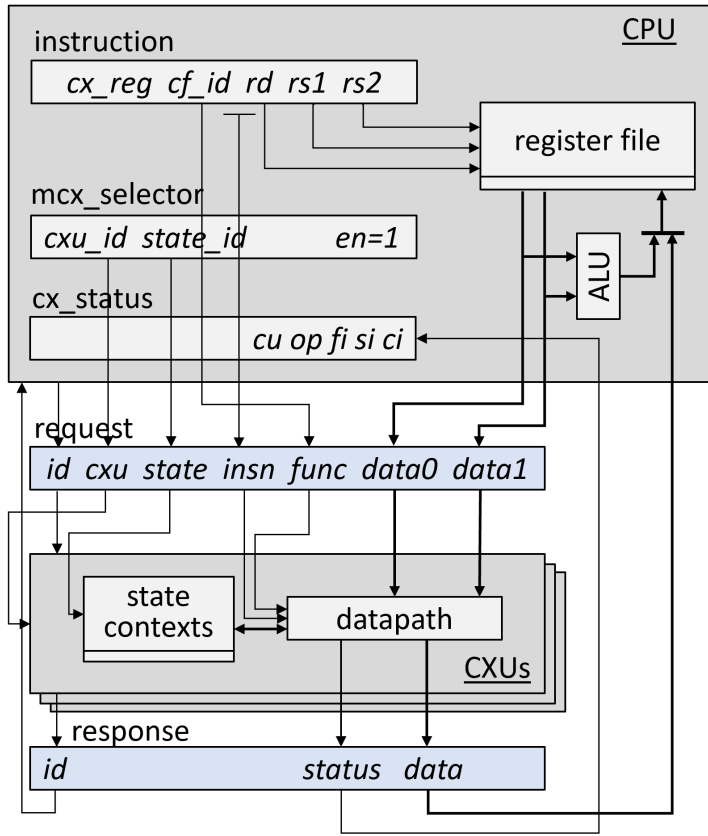 CPU
instruction
cx_reg cf_id rd rs1 rs2
register file
mcx_selector
cxu_id state_id en=1
ALU
cx_status
cu op fi si ci
request
id cxu state insn func data0 data1
state
contexts
datapath
CXUs
response
id status data